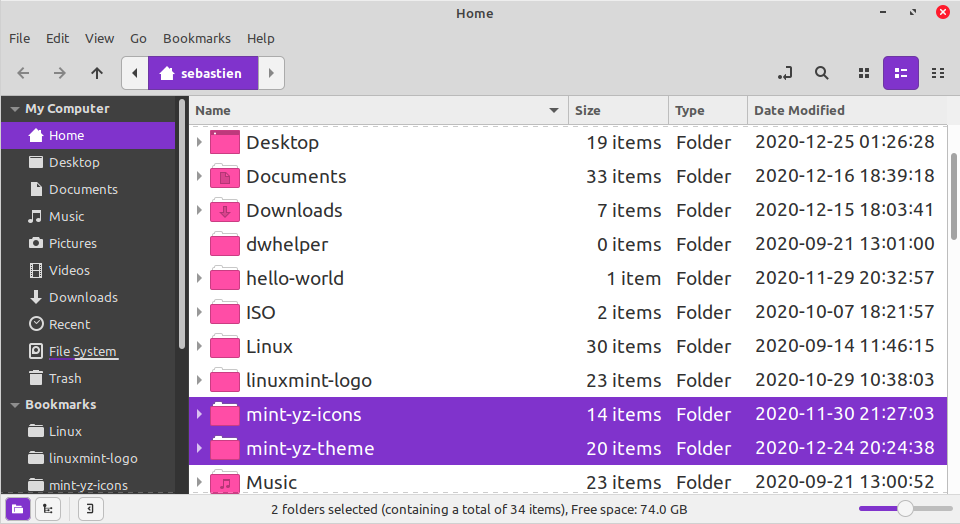 Home
File Edit View Go Bookmarks Help
sebastien
My Computer
Home
Desktop
Documents
Music
Pictures
Videos
Downloads
Recent
File System
Trash
Bookmarks
Linux
linuxmint-logo
mint-yz-icons
Name Size Type Date Modified
Desktop 19 items Folder 2020-12-25 01:26:28
Documents 33 items Folder 2020-12-16 18:39:18
Downloads 7 items Folder 2020-12-15 18:03:41
dwhelper 0 items Folder 2020-09-21 13:01:00
hello-world 1 item Folder 2020-11-29 20:32:57
ISO 2 items Folder 2020-10-07 18:21:57
Linux 30 items Folder 2020-09-14 11:46:15
linuxmint-logo 23 items Folder 2020-10-29 10:38:03
mint-yz-icons 14 items Folder 2020-11-30 21:27:03
mint-yz-theme 20 items Folder 2020-12-24 20:24:38
Music 23 items Folder 2020-09-21 13:00:52
2 folders selected (containing a total of 34 items), Free space: 74.0 GB